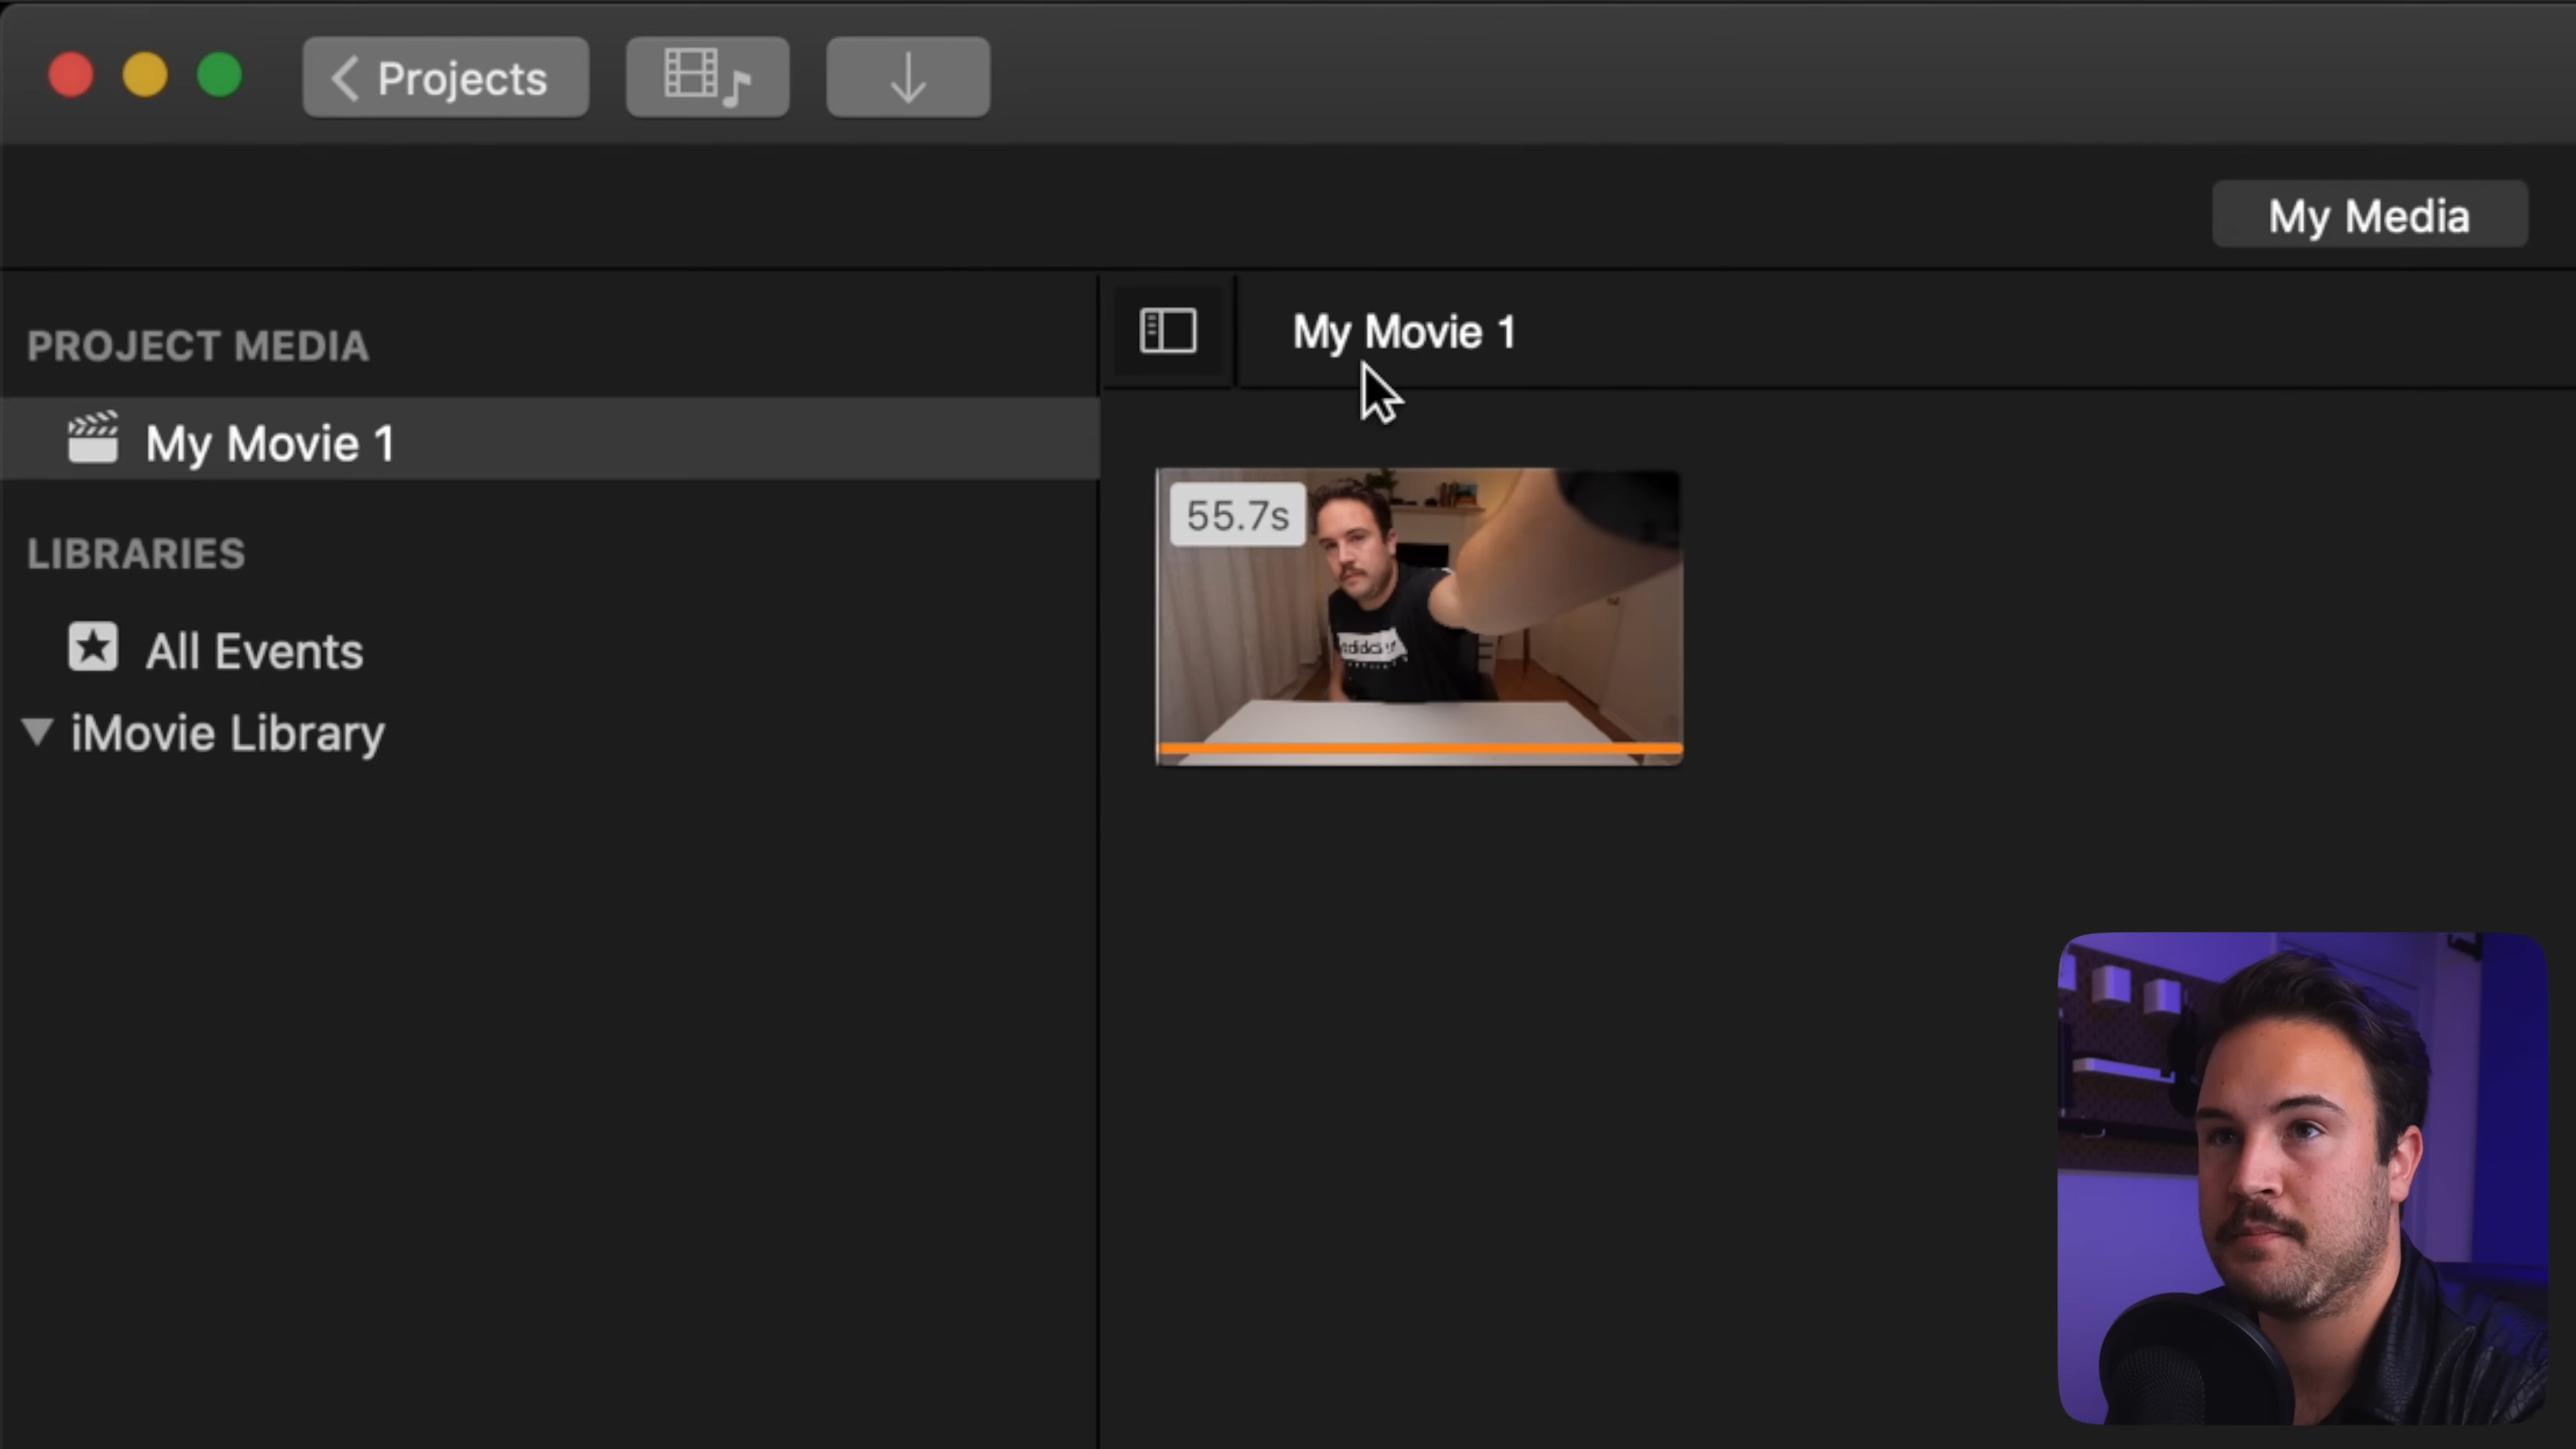 Projects
My Media
PROJECT MEDIA
My Movie 1
My Movie 1
LIBRARIES
55.7s
All Events
iMovie Library